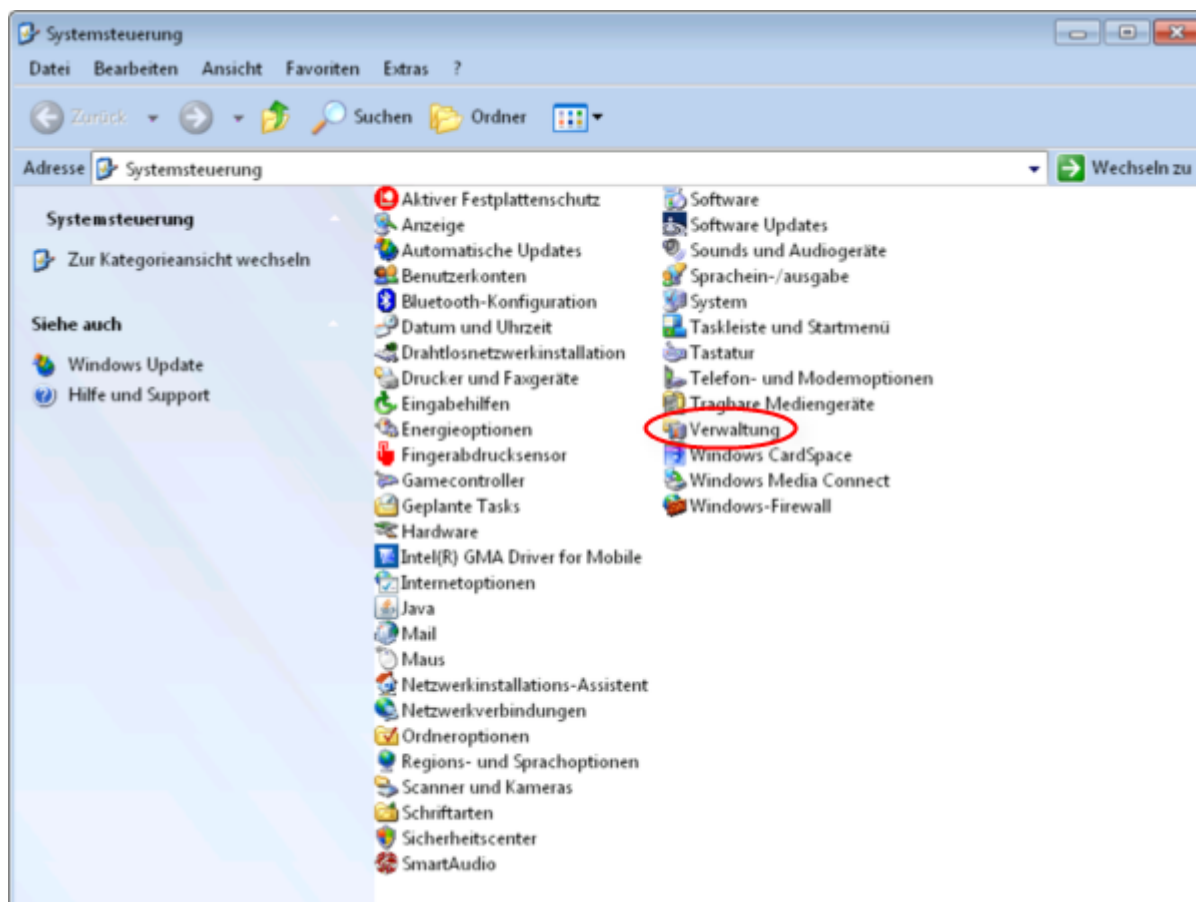 Systemsteuerung
Datei Bearbeiten Ansicht Favoriten Extras ?
Zurück Suchen Ordner
Adresse Systemsteuerung Wechseln zu
Systemsteuerung
Zur Kategorieansicht wechseln
Siehe auch
Windows Update
Hilfe und Support
Aktiver Festplattenschutz
Anzeige
Automatische Updates
Benutzerkonten
Bluetooth-Konfiguration
Datum und Uhrzeit
Drahtlosnetzwerkinstallation
Drucker und Faxgeräte
Eingabehilfen
Energieoptionen
Fingerabdrucksensor
Gamecontroller
Geplante Tasks
Hardware
Intel(R) GMA Driver for Mobile
Internetoptionen
Java
Mail
Maus
Netzwerkinstallations-Assistent
Netzwerkverbindungen
Ordneroptionen
Regions- und Sprachoptionen
Scanner und Kameras
Schriftarten
Sicherheitscenter
SmartAudio
Software
Software Updates
Sounds und Audiogeräte
Sprachein-/ausgabe
System
Taskleiste und Startmenü
Tastatur
Telefon- und Modemoptionen
Tragbare Mediengeräte
Verwaltung
Windows CardSpace
Windows Media Connect
Windows-Firewall